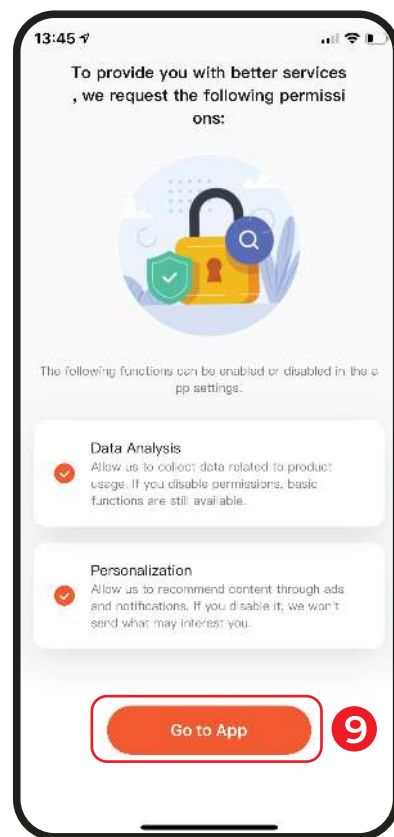 13:45
To provide you with better services
, we request the following permissi
ons:
The following functions can be enabled or disabled in the a
pp settings.
Data Analysis
Allow us to collect data related to product
usage. If you disable permissions, basic
functions are still available.
Personalization
Allow us to recommend content through ads
and notifications. If you disable it, we won't
send what may interest you.
Go to App
9